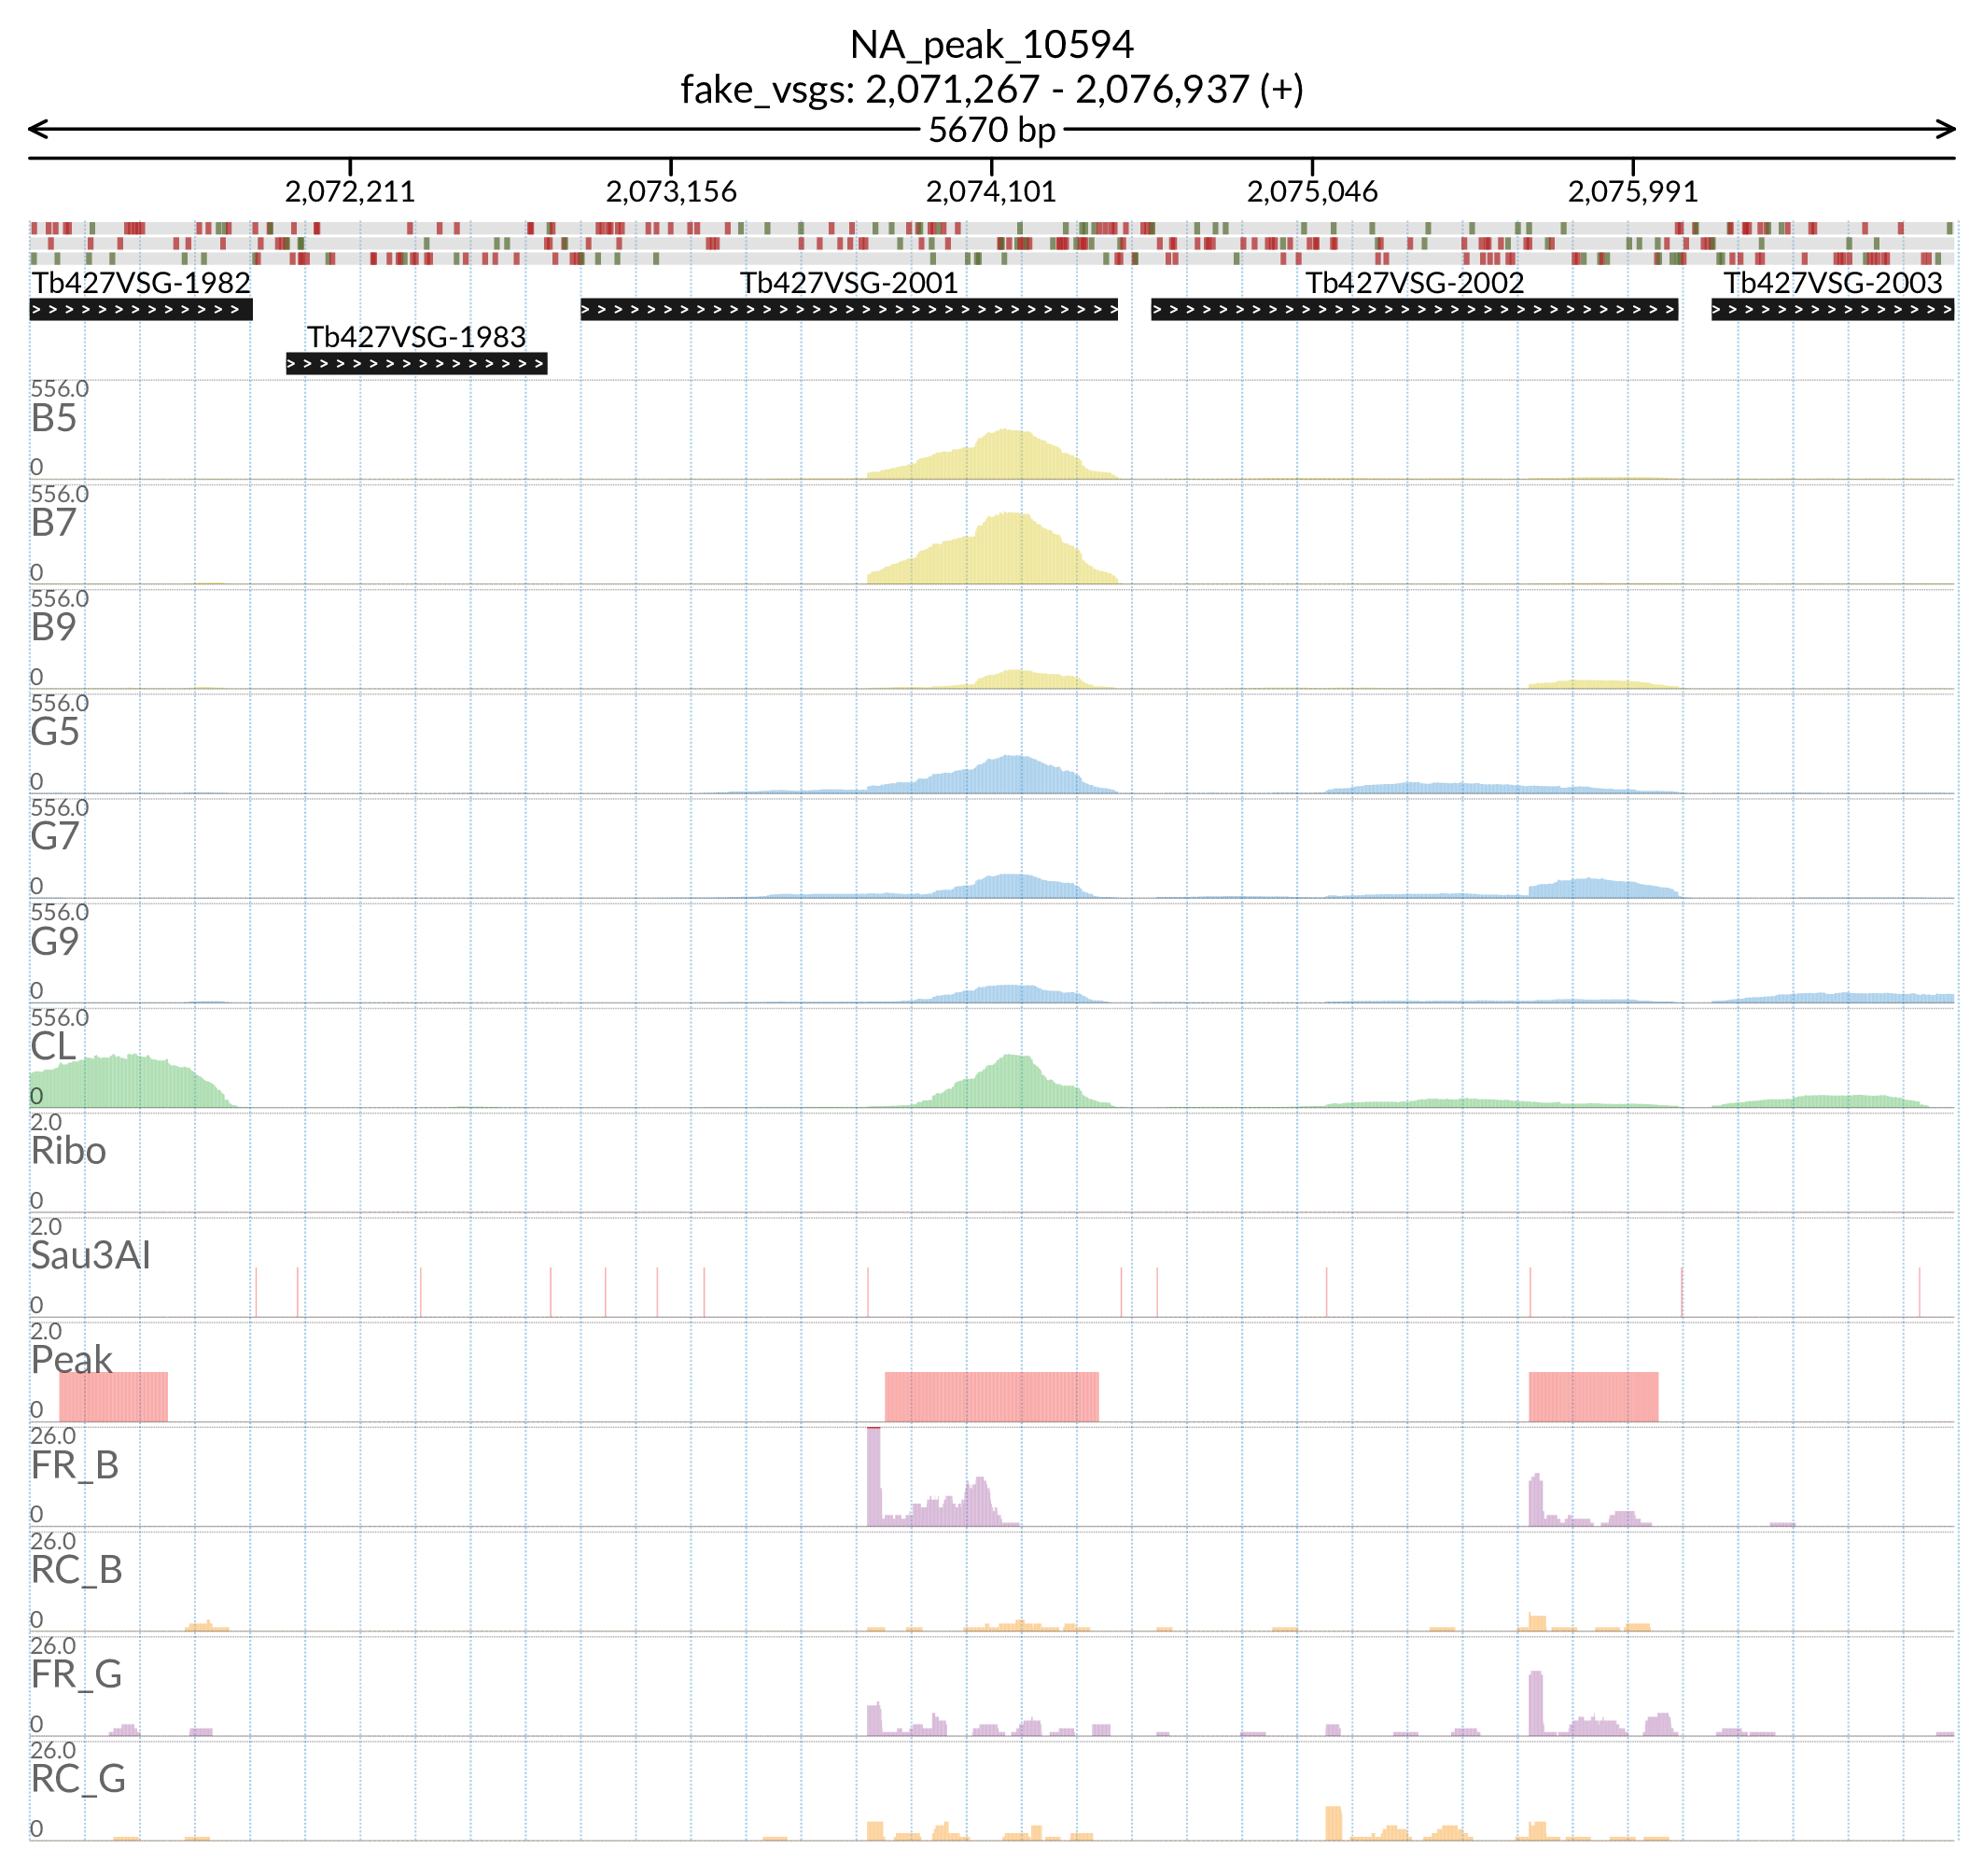 NA_peak_10594
fake_vsgs: 2,071,267 - 2,076,937 (+)
5670 bp
2,072,211 2,073,156 2,074,101 2,075,046 2,075,991
Tb427VSG-1982 Tb427VSG-2001 Tb427VSG-2002 Tb427VSG-2003
Tb427VSG-1983
556.0
B5
0
556.0
B7
0
556.0
B9
0
556.0
G5
0
556.0
G7
0
556.0
G9
0
556.0
CL
0
2.0
Ribo
0
2.0
Sau3AI
0
2.0
Peak
0
26.0
FR_B
0
26.0
RC_B
0
26.0
FR_G
0
26.0
RC_G
0